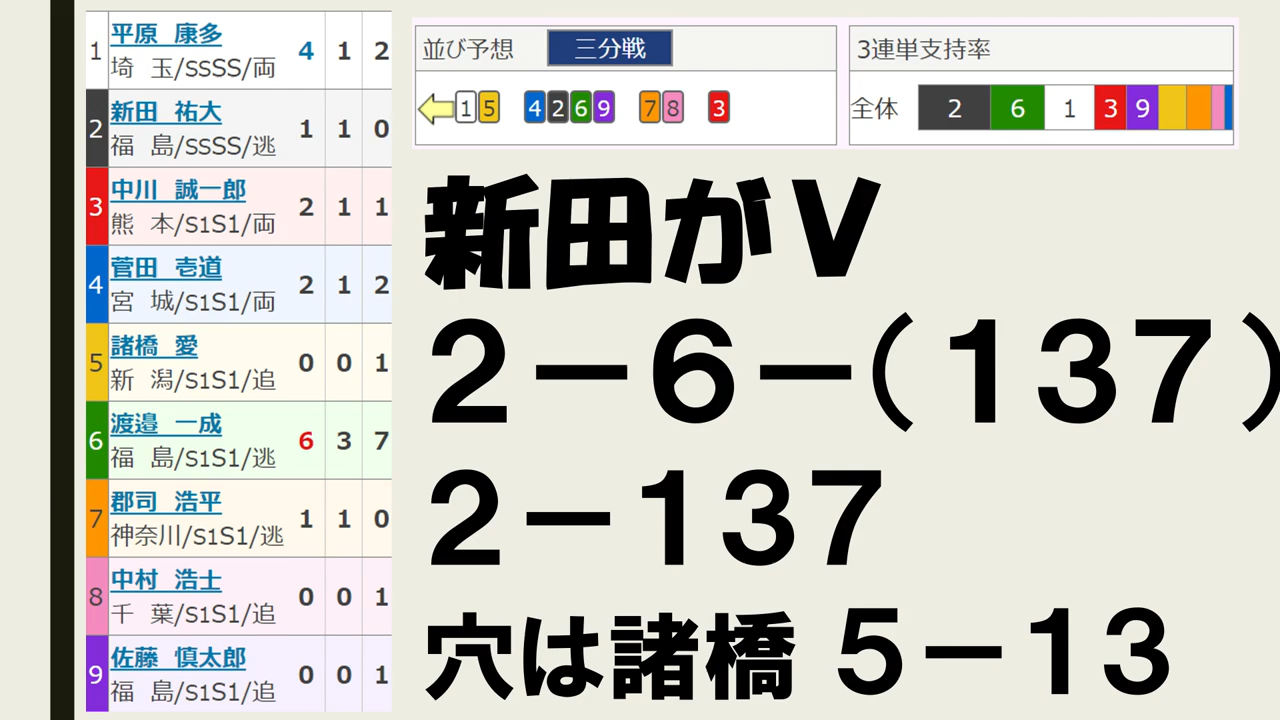 1 平原 康多 4 1 2
埼 玉/SSSS/両
2 新田 祐大 1 1 0
福 島/SSSS/逃
3 中川 誠一郎 2 1 1
熊 本/S1S1/両
4 菅田 壱道 2 1 2
宮 城/S1S1/両
5 諸橋 愛 0 0 1
新 潟/S1S1/追
6 渡邉 一成 6 3 7
福 島/S1S1/逃
7 郡司 浩平 1 1 0
神奈川/S1S1/逃
8 中村 浩士 0 0 1
千 葉/S1S1/追
9 佐藤 慎太郎 0 0 1
福 島/S1S1/追
並び予想 三分戦
1 5 4 2 6 9 7 8 3
3連単支持率
全体 2 6 1 3 9
新田がV
2-6-(137)
2-137
穴は諸橋 5-13